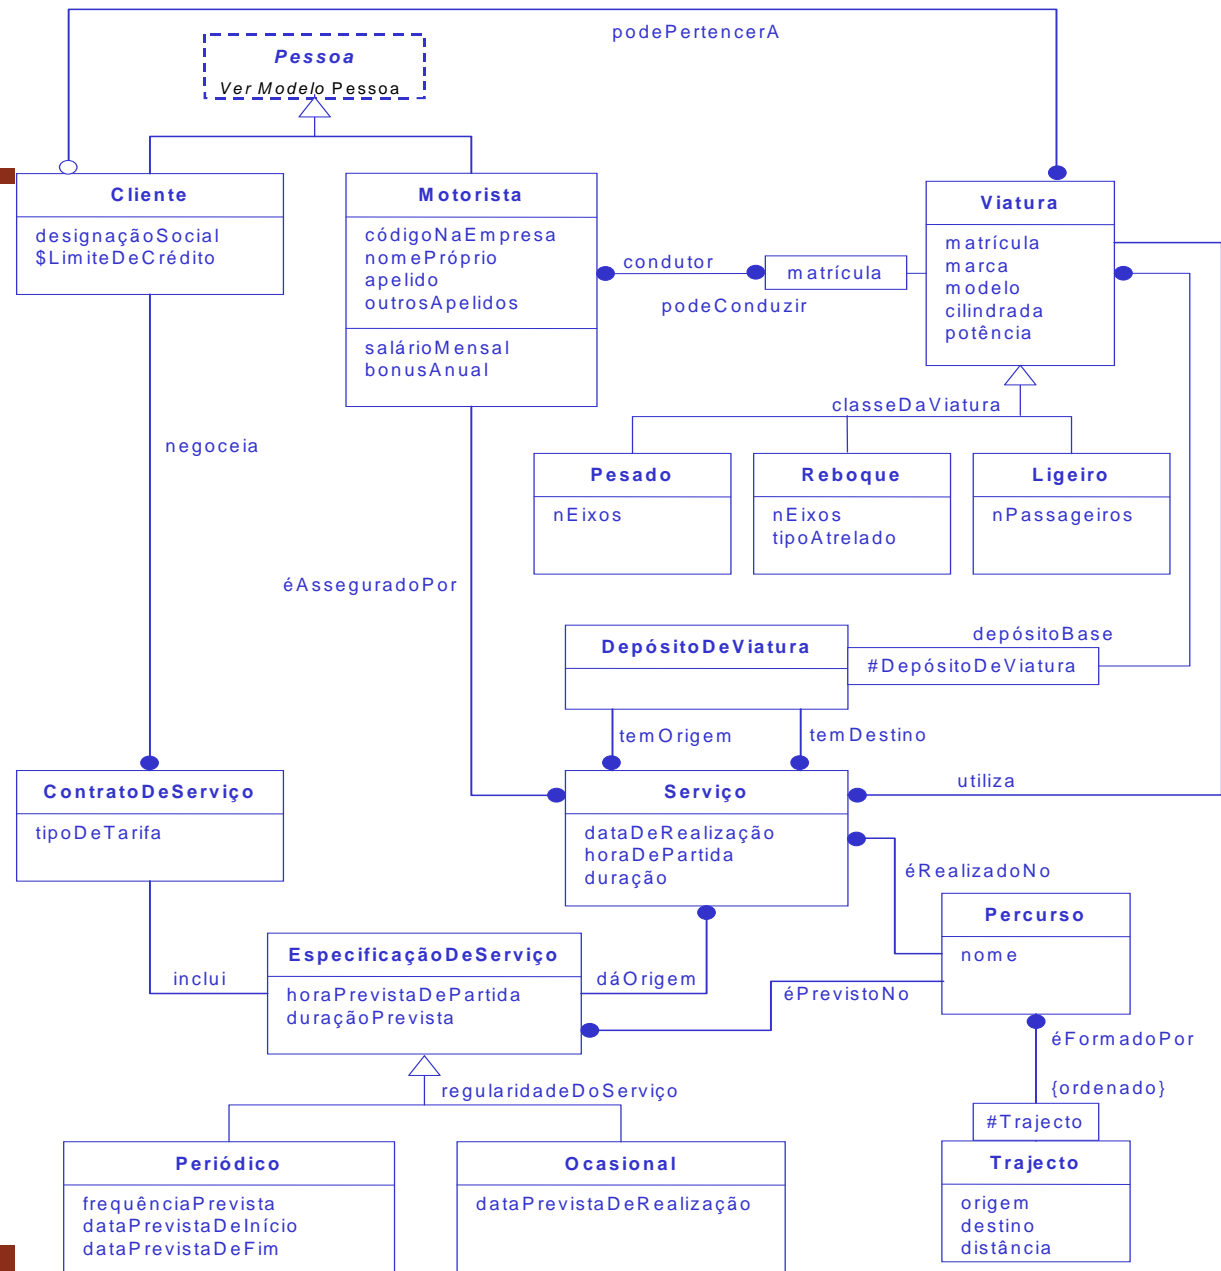 podePertencerA
Pessoa
Ver Modelo Pessoa
Cliente
designaçãoSocial
$LimiteDeCrédito
Motorista
códigoNaEmpresa
nomePróprio
apelido
outrosApelidos
salárioMensal
bonusAnual
condutor
podeConduzir
matrícula
Viatura
matrícula
marca
modelo
cilindrada
potência
classeDaViatura
negoceia
Pesado
nEixos
Reboque
nEixos
tipoAtrelado
Ligeiro
nPassageiros
éAsseguradoPor
DepósitoDeViatura
depósitoBase
#DepósitoDeViatura
temOrigem
temDestino
ContratoDeServiço
tipoDeTarifa
Serviço
dataDeRealização
horaDePartida
duração
utiliza
éRealizadoNo
Percurso
nome
inclui
EspecificaçãoDeServiço
horaPrevistaDePartida
duraçãoPrevista
dáOrigem
éPrevistoNo
éFormadoPor
{ordenado}
regularidadeDoServiço
#Trajecto
Periódico
frequênciaPrevista
dataPrevistaDeInício
dataPrevistaDeFim
Ocasional
dataPrevistaDeRealização
Trajecto
origem
destino
distância